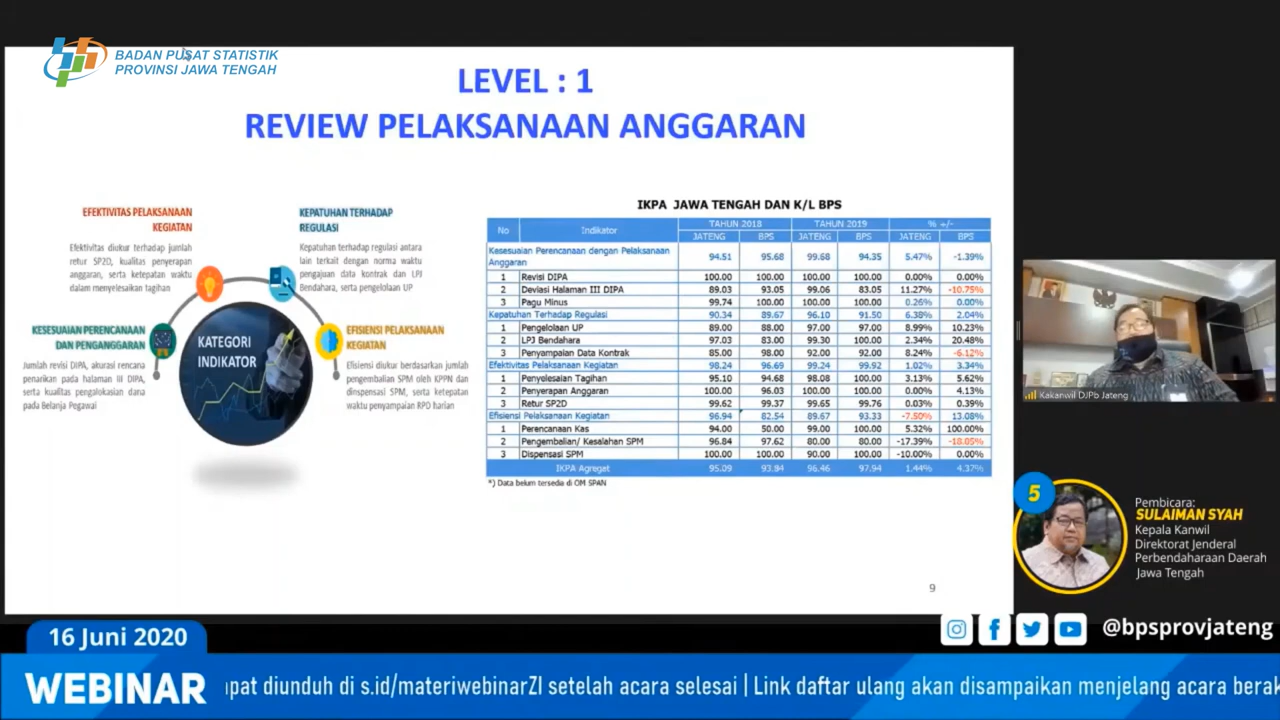 BADAN PUSAT STATISTIK
PROVINSI JAWA TENGAH
LEVEL : 1
REVIEW PELAKSANAAN ANGGARAN
EFEKTIVITAS PELAKSANAAN
KEGIATAN
Efektivitas diukur terhadap jumlah
retur SP2D, kualitas penyerapan
anggaran, serta ketepatan waktu
dalam menyelesaikan tagihan
KEPATUHAN TERHADAP
REGULASI
Kepatuhan terhadap regulasi antara
lain terkait dengan norma waktu
pengajuan data kontrak dan LPJ
Bendahara, serta pengelolaan UP
KESESUAIAN PERENCANAAN
DAN PENGANGGARAN
Jumlah revisi DIPA, akurasi rencana
penarikan pada halaman III DIPA,
serta kualitas pengalokasian dana
pada Belanja Pegawai
KATEGORI
INDIKATOR
EFISIENSI PELAKSANAAN
KEGIATAN
Efisiensi diukur berdasarkan jumlah
pengembalian SPM oleh KPPN dan
dinspensasi SPM, serta ketepatan
waktu penyampaian RPD harian
IKPA JAWA TENGAH DAN K/L BPS
No Indikator TAHUN 2018 TAHUN 2019 % +/-
JATENG BPS JATENG BPS JATENG BPS
Kesesuaian Perencanaan dengan Pelaksanaan
Anggaran 94.51 95.68 99.68 94.35 5.47% -1.39%
1 Revisi DIPA 100.00 100.00 100.00 100.00 0.00% 0.00%
2 Deviasi Halaman III DIPA 89.03 93.05 99.06 83.05 11.27% -10.75%
3 Pagu Minus 99.74 100.00 100.00 100.00 0.26% 0.00%
Kepatuhan Terhadap Regulasi 90.34 89.67 96.10 91.50 6.38% 2.04%
1 Pengelolaan UP 89.00 88.00 97.00 97.00 8.99% 10.23%
2 LPJ Bendahara 97.03 83.00 99.30 100.00 2.34% 20.48%
3 Penyampaian Data Kontrak 85.00 98.00 92.00 92.00 8.24% -6.12%
Efektivitas Pelaksanaan Kegiatan 98.24 96.69 99.24 99.92 1.02% 3.34%
1 Penyelesaian Tagihan 95.10 94.68 98.08 100.00 3.13% 5.62%
2 Penyerapan Anggaran 100.00 96.03 100.00 100.00 0.00% 4.13%
3 Retur SP2D 99.62 99.37 99.65 99.76 0.03% 0.39%
Efisiensi Pelaksanaan Kegiatan 96.94 82.54 89.67 93.33 -7.50% 13.08%
1 Perencanaan Kas 94.00 50.00 99.00 100.00 5.32% 100.00%
2 Pengembalian/ Kesalahan SPM 96.84 97.62 80.00 80.00 -17.39% -18.05%
3 Dispensasi SPM 100.00 100.00 90.00 100.00 -10.00% 0.00%
IKPA Agregat 95.09 93.84 96.46 97.94 1.44% 4.37%
*) Data belum tersedia di OM SPAN
9
Kakanwil DJPb Jateng
5
Pembicara:
SULAIMAN SYAH
Kepala Kanwil
Direktorat Jenderal
Perbendaharaan Daerah
Jawa Tengah
@bpsprovjateng
16 Juni 2020
WEBINAR
pat diunduh di s.id/materiwebinarZI setelah acara selesai | Link daftar ulang akan disampaikan menjelang acara berak